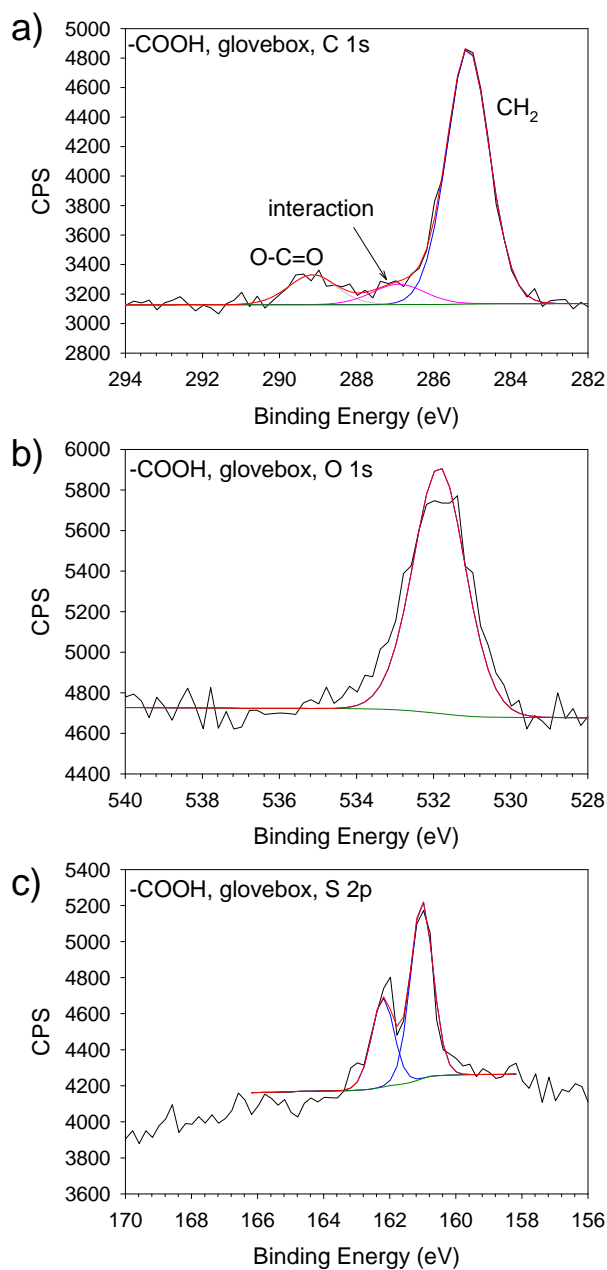 a)
-COOH, glovebox, C 1s
5000
4800
4600
4400
4200
4000
3800
3600
3400
3200
3000
2800
CPS
CH₂
interaction
O-C=O
294 292 290 288 286 284 282
Binding Energy (eV)
b)
-COOH, glovebox, O 1s
6000
5800
5600
5400
5200
5000
4800
4600
4400
CPS
540 538 536 534 532 530 528
Binding Energy (eV)
c)
-COOH, glovebox, S 2p
5400
5200
5000
4800
4600
4400
4200
4000
3800
3600
CPS
170 168 166 164 162 160 158 156
Binding Energy (eV)